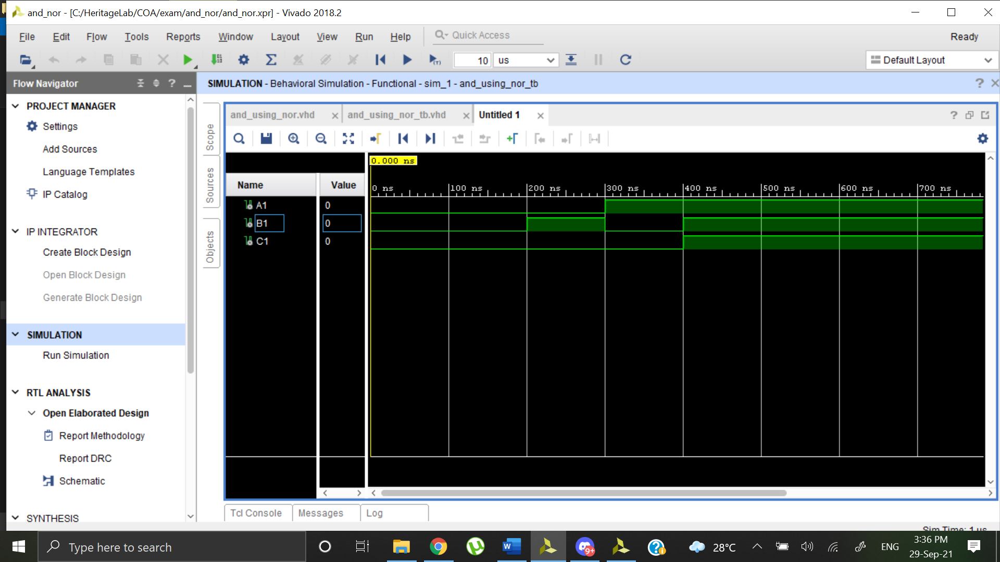 and_nor - [C:/HeritageLab/COA/exam/and_nor/and_nor.xpr] - Vivado 2018.2
File Edit Flow Tools Reports Window Layout View Run Help Quick Access Ready
10 us Default Layout
Flow Navigator ? SIMULATION - Behavioral Simulation - Functional - sim_1 - and_using_nor_tb ?
PROJECT MANAGER
Settings
Add Sources
Language Templates
IP Catalog
IP INTEGRATOR
Create Block Design
Open Block Design
Generate Block Design
SIMULATION
Run Simulation
RTL ANALYSIS
Open Elaborated Design
Report Methodology
Report DRC
Schematic
SYNTHESIS
Scope
Sources
Objects
and_using_nor.vhd and_using_nor_tb.vhd Untitled 1 ?
0.000 ns
Name Value 0 ns 100 ns 200 ns 300 ns 400 ns 500 ns 600 ns 700 ns
A1 0
B1 0
C1 0
Tcl Console Messages Log
Sim Time: 1 us
Type here to search 9+ 28°C ENG 3:36 PM
29-Sep-21